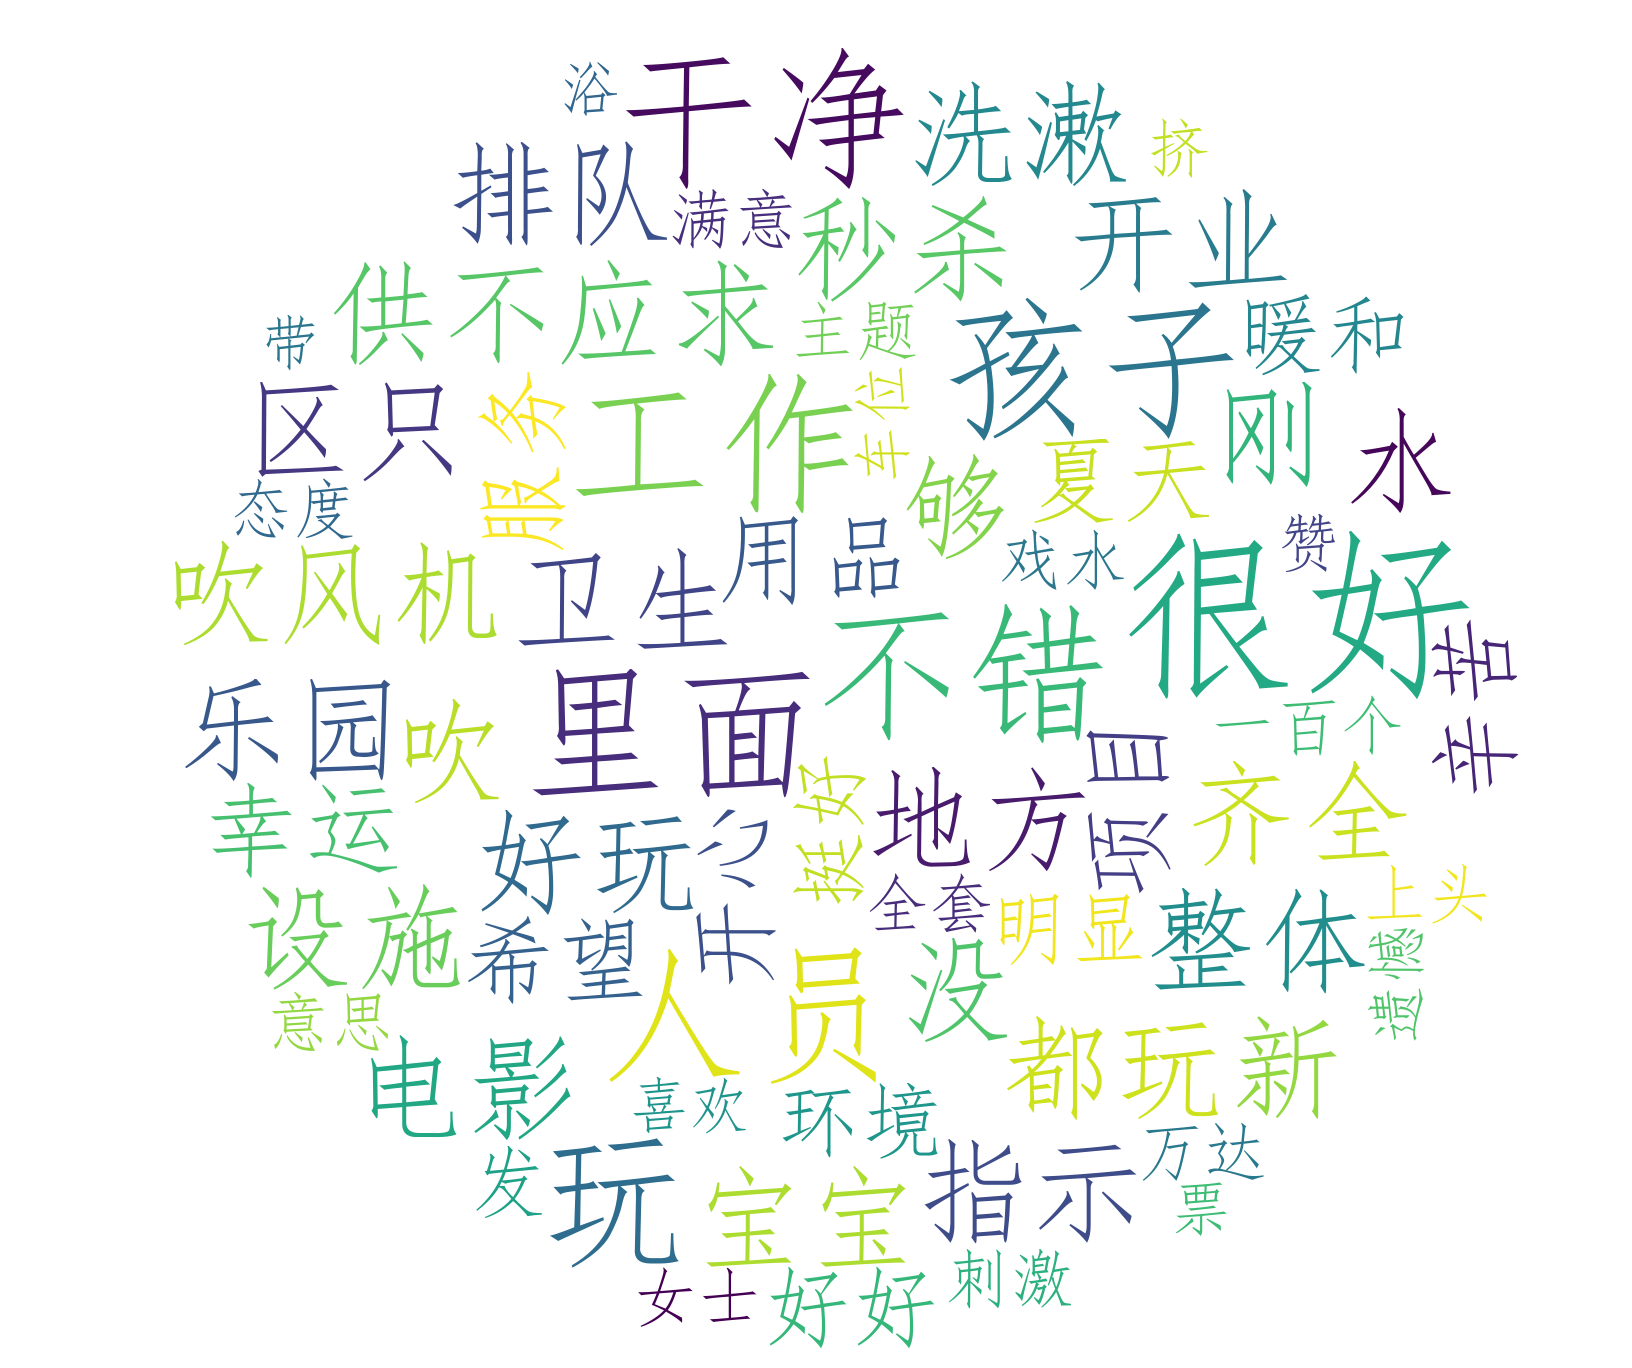 浴
干净
洗漱
挤
排队
满意
秒杀
开业
供不应求
主题
孩子
暖和
带
区只
服务
工作
车位
够
夏天
刚
水
态度
吹风机
卫生
用品
戏水
很好
赞
不错
辛苦
乐园
吹
里面
一百个
项目
幸运
好玩
开心
挺好
地方
齐全
设施
希望
全套
明显
整体
上头
遗憾
意思
人员
没
都玩新
电影
喜欢
环境
万达
发
玩
宝宝
指示
票
女士
好好
刺激